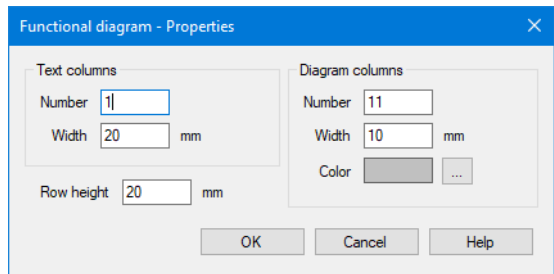 Functional diagram - Properties
Text columns
Number 1
Width 20 mm
Row height 20 mm
Diagram columns
Number 11
Width 10 mm
Color ...
OK Cancel Help